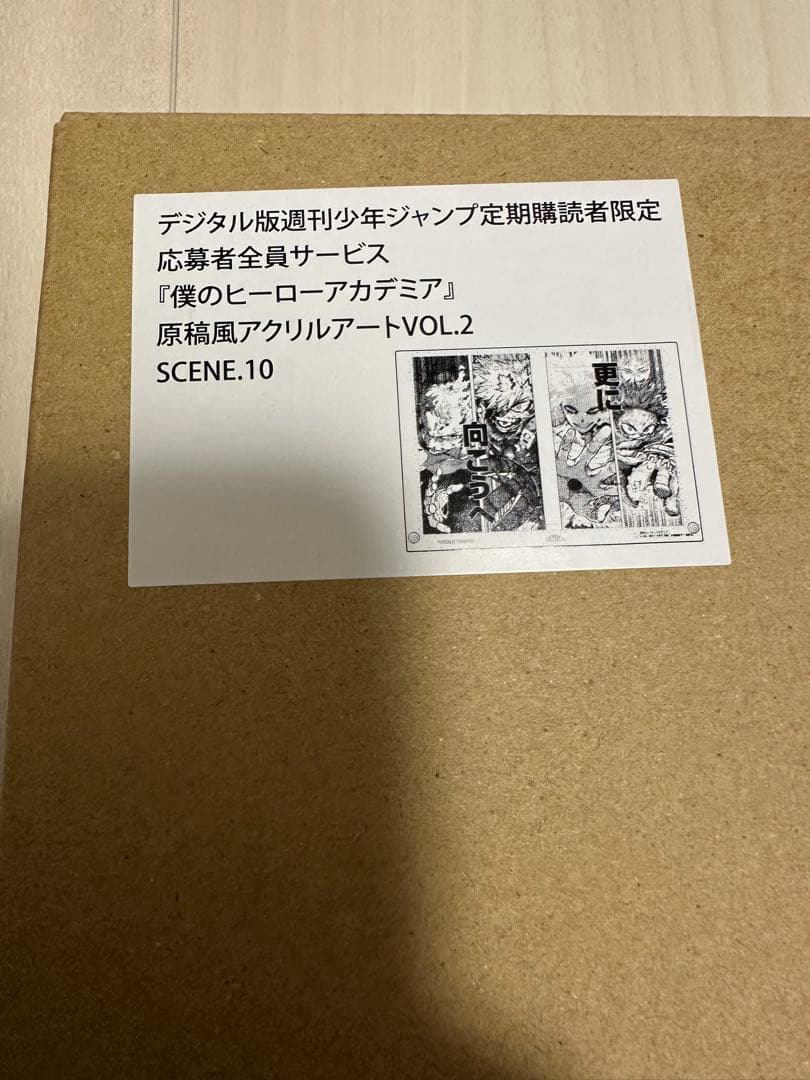 デジタル版週刊少年ジャンプ定期購読者限定
応募者全員サービス
『僕のヒーローアカデミア』
原稿風アクリルアートVOL.2
SCENE.10
更に
向こうへ